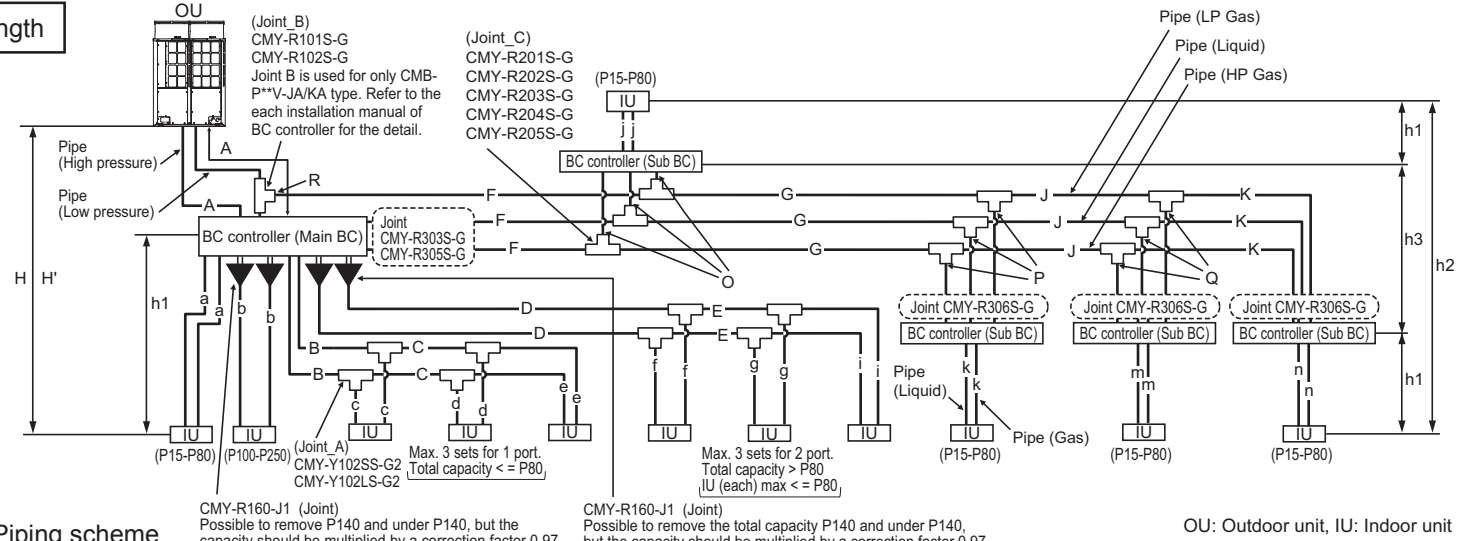 ngth
OU
(Joint_B)
CMY-R101S-G
CMY-R102S-G
Joint B is used for only CMB-
P**V-JA/KA type. Refer to the
each installation manual of
BC controller for the detail.
(Joint_C)
CMY-R201S-G
CMY-R202S-G
CMY-R203S-G
CMY-R204S-G
CMY-R205S-G
(P15-P80)
IU
j j
BC controller (Sub BC)
Pipe (LP Gas)
Pipe (Liquid)
Pipe (HP Gas)
h1
h2
h3
h1
Pipe
(High pressure)
Pipe
(Low pressure)
A
A
R
F
G
J
K
F
G
J
K
F
G
J
K
O
P
Q
BC controller (Main BC)
Joint
CMY-R303S-G
CMY-R305S-G
H
H'
h1
a
a
b
b
D
E
D
E
B
C
B
C
c
c
d
d
e
e
f
f
g
g
i
i
Joint CMY-R306S-G
BC controller (Sub BC)
Joint CMY-R306S-G
BC controller (Sub BC)
Joint CMY-R306S-G
BC controller (Sub BC)
Pipe
(Liquid)
k
k
m
m
n
n
Pipe (Gas)
IU
IU
IU
IU
IU
IU
IU
IU
IU
IU
IU
(P15-P80)
(P100-P250)
(Joint_A)
CMY-Y102SS-G2
CMY-Y102LS-G2
Max. 3 sets for 1 port.
Total capacity < = P80
Max. 3 sets for 2 port.
Total capacity > P80
IU (each) max < = P80
(P15-P80)
(P15-P80)
(P15-P80)
CMY-R160-J1 (Joint)
Possible to remove P140 and under P140, but the
capacity should be multiplied by a correction factor 0.97
CMY-R160-J1 (Joint)
Possible to remove the total capacity P140 and under P140,
but the capacity should be multiplied by a correction factor 0.97
Piping scheme
OU: Outdoor unit, IU: Indoor unit